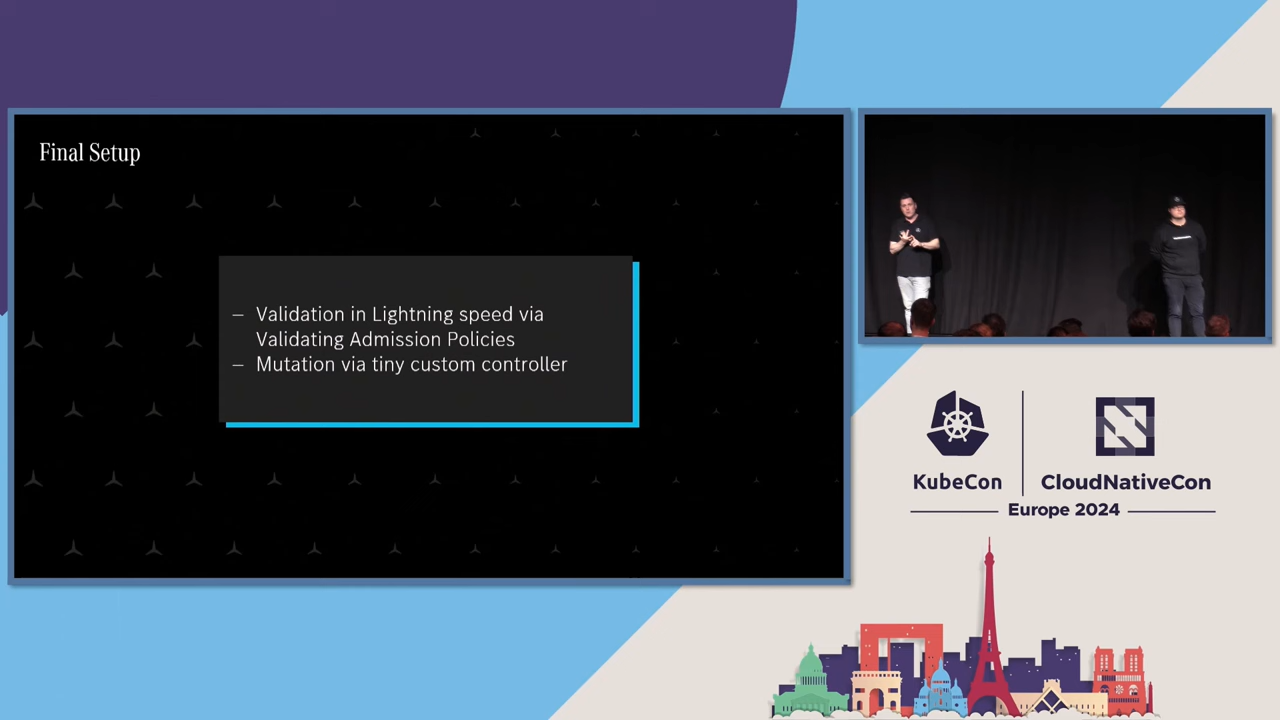 Final Setup
– Validation in Lightning speed via
Validating Admission Policies
– Mutation via tiny custom controller
KubeCon
CloudNativeCon
Europe 2024